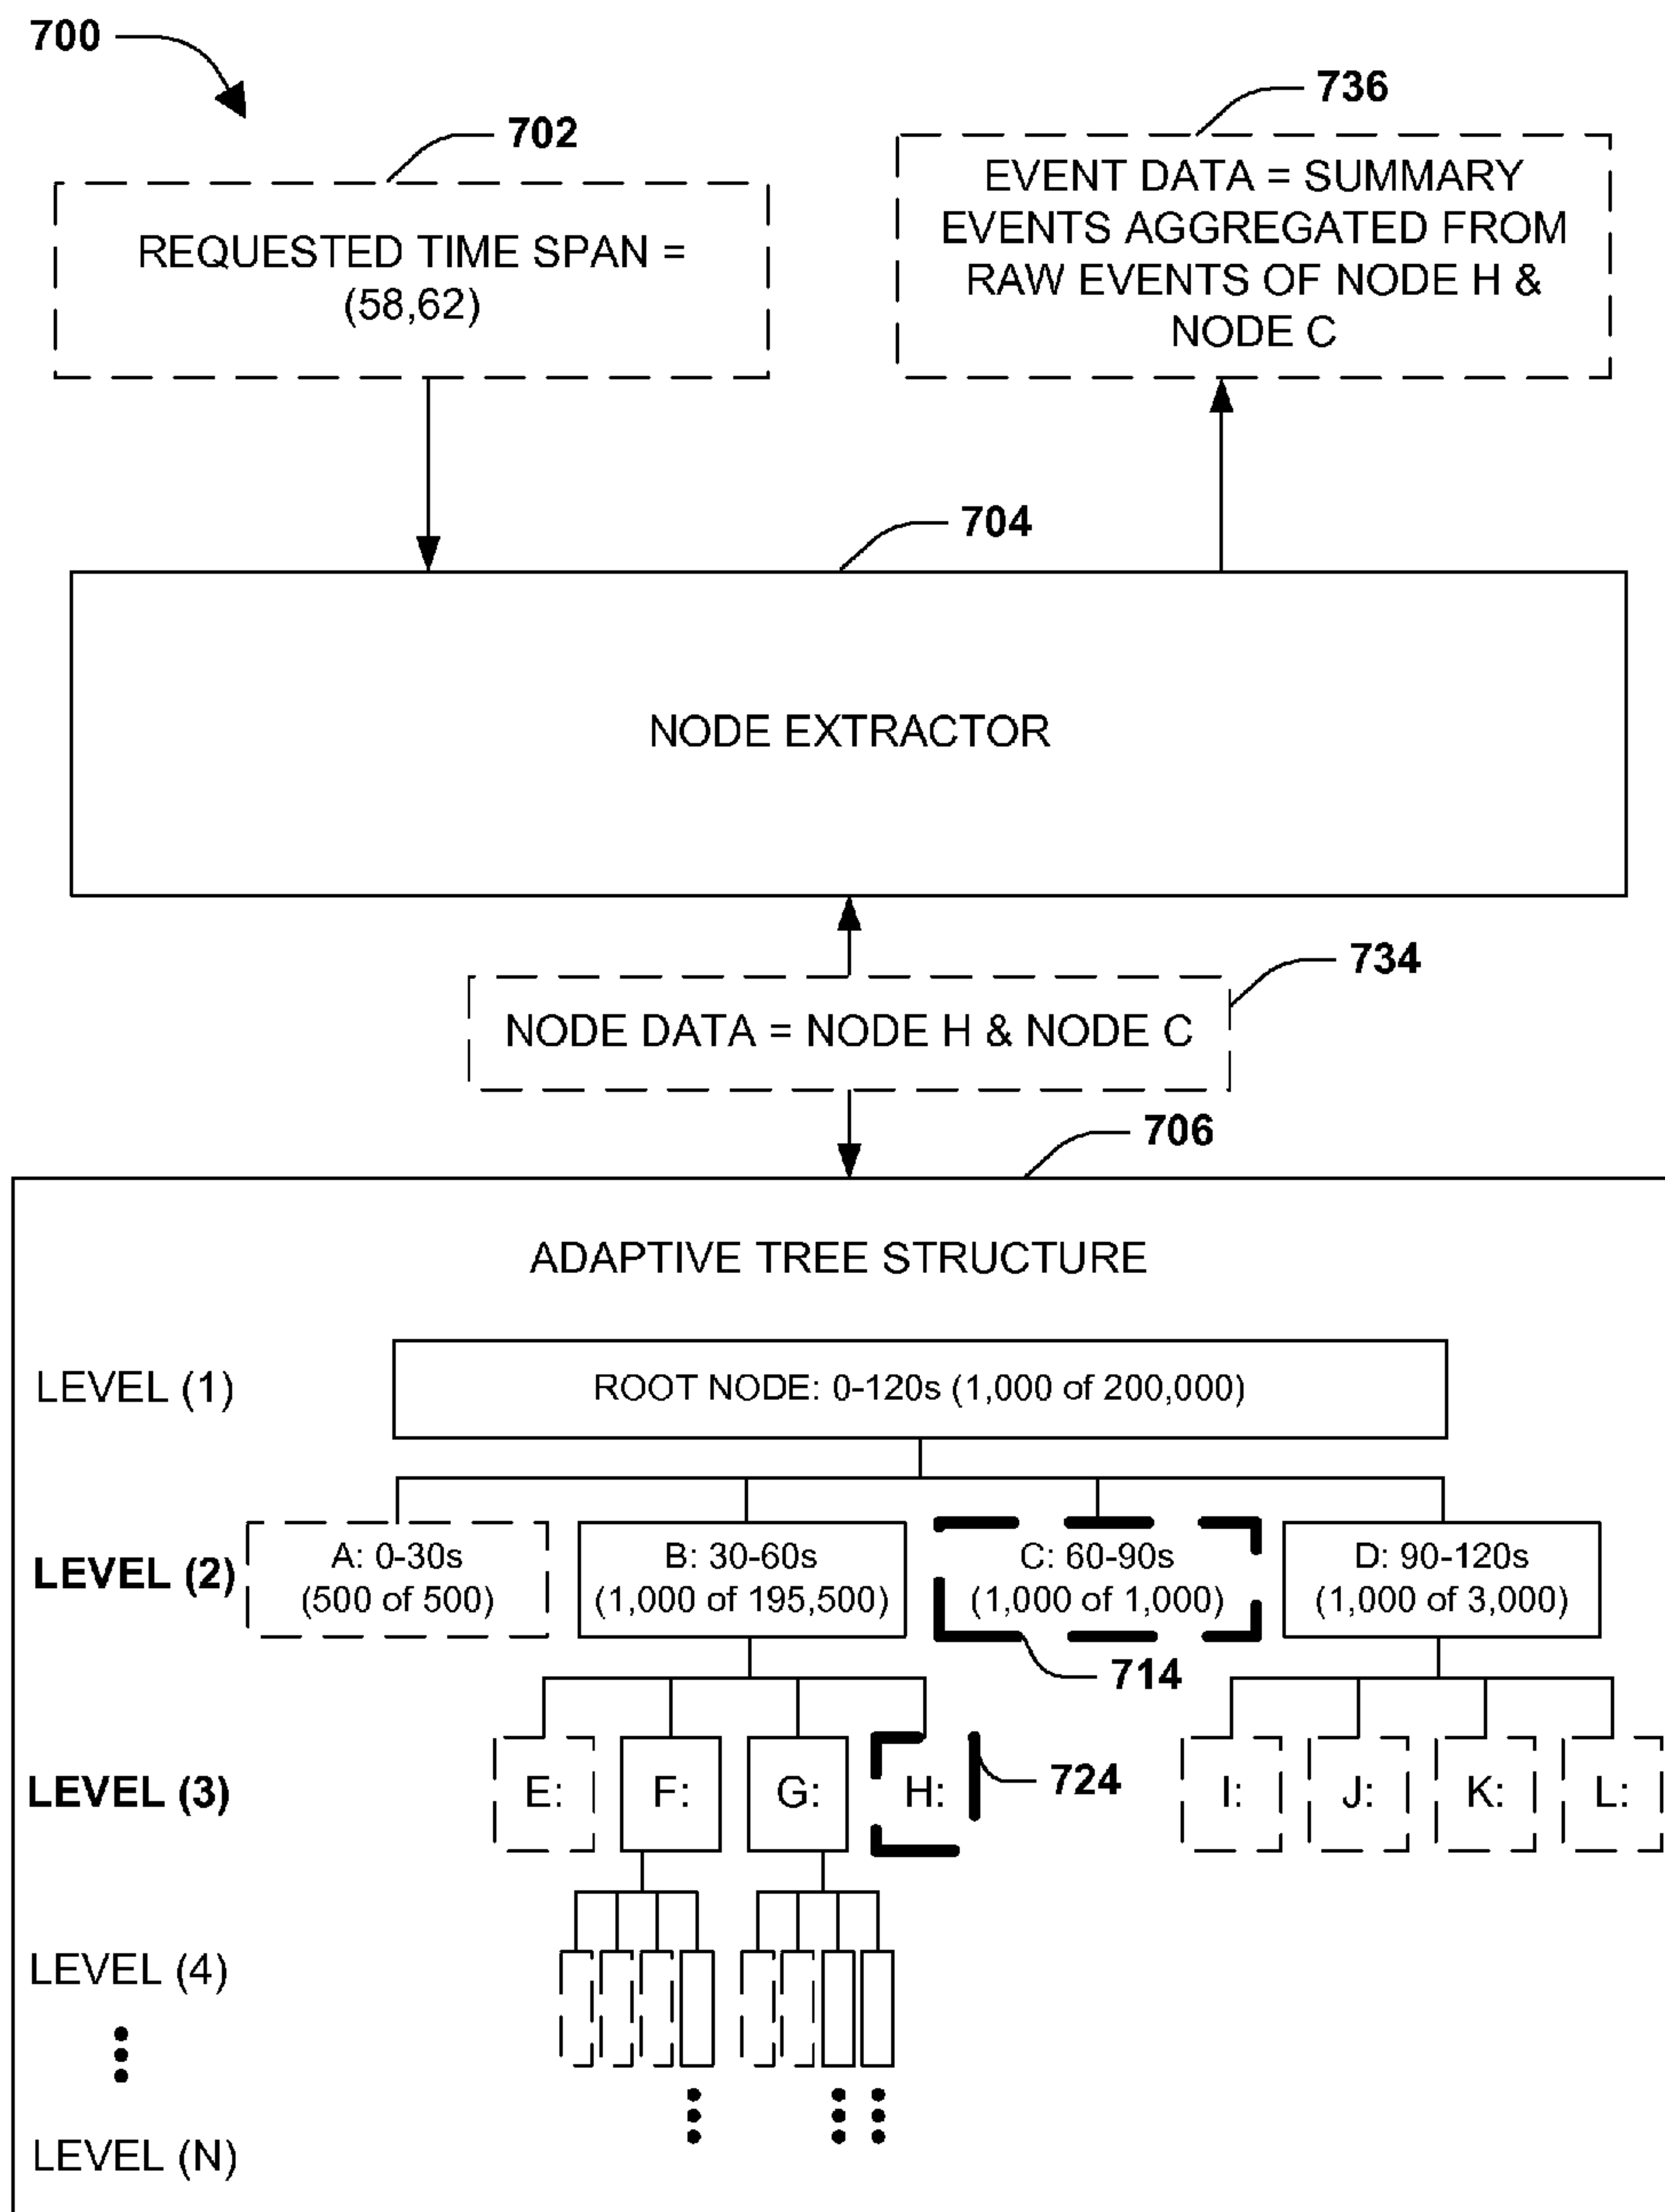 700
702
736
REQUESTED TIME SPAN =
(58,62)
EVENT DATA = SUMMARY
EVENTS AGGREGATED FROM
RAW EVENTS OF NODE H &
NODE C
704
NODE EXTRACTOR
734
NODE DATA = NODE H & NODE C
706
ADAPTIVE TREE STRUCTURE
LEVEL (1)
ROOT NODE: 0-120s (1,000 of 200,000)
LEVEL (2)
A: 0-30s
(500 of 500)
B: 30-60s
(1,000 of 195,500)
C: 60-90s
(1,000 of 1,000)
D: 90-120s
(1,000 of 3,000)
714
LEVEL (3)
E:
F:
G:
H:
724
I:
J:
K:
L:
LEVEL (4)
LEVEL (N)